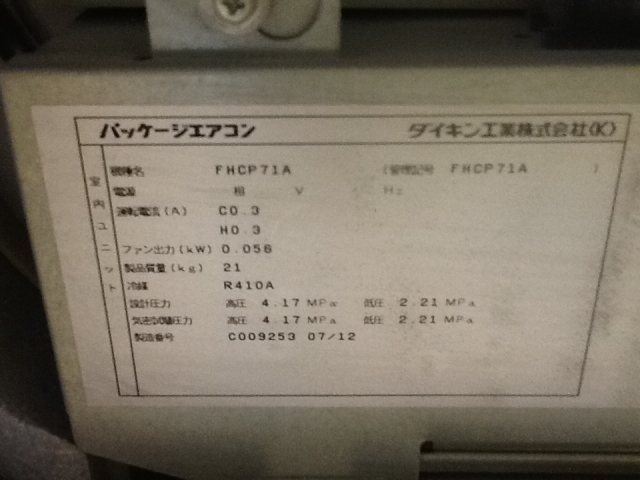 パッケージエアコン ダイキン工業株式会社(K)
室内ユニット
機種名 FHCP71A (管理記号 FHCP71A )
電源 相 V Hz
運転電流(A) C0.3
H0.3
ファン出力(kW) 0.056
製品質量(kg) 21
冷媒 R410A
設計圧力 高圧 4.17 MPa 低圧 2.21 MPa
気密試験圧力 高圧 4.17 MPa 低圧 2.21 MPa
製造番号 C009253 07/12